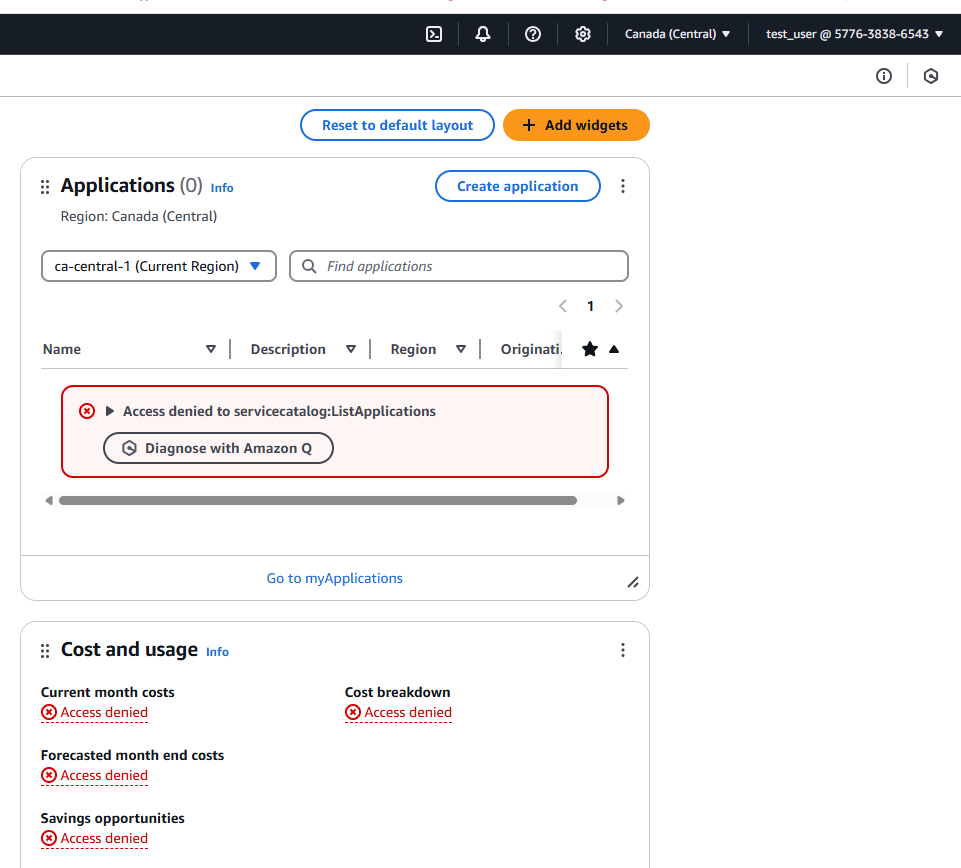 Canada (Central)
test_user @ 5776-3838-6543
Reset to default layout
Add widgets
Applications (0) Info
Create application
Region: Canada (Central)
ca-central-1 (Current Region)
Find applications
1
Name
Description
Region
Originati
Access denied to servicecatalog:ListApplications
Diagnose with Amazon Q
Go to myApplications
Cost and usage Info
Current month costs
Access denied
Cost breakdown
Access denied
Forecasted month end costs
Access denied
Savings opportunities
Access denied